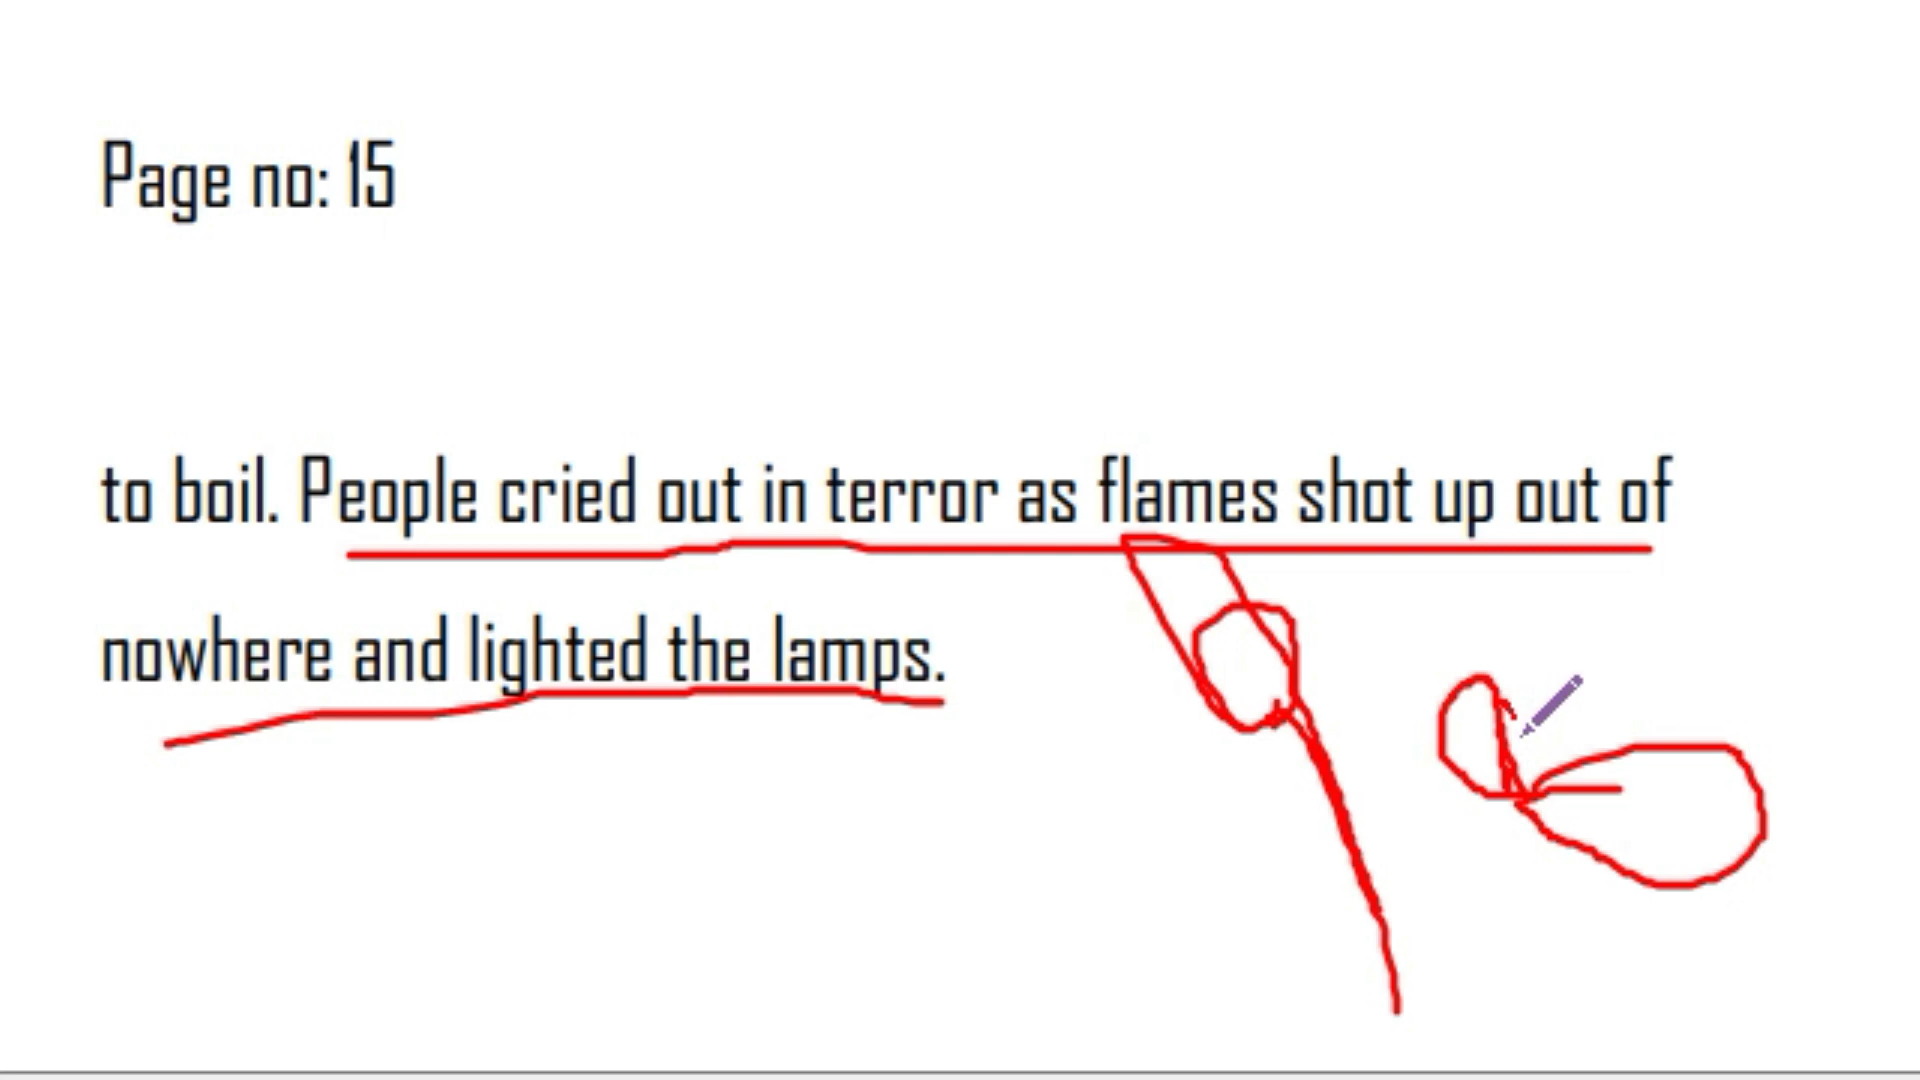 Page no: 15
to boil. People cried out in terror as flames shot up out of
nowhere and lighted the lamps.